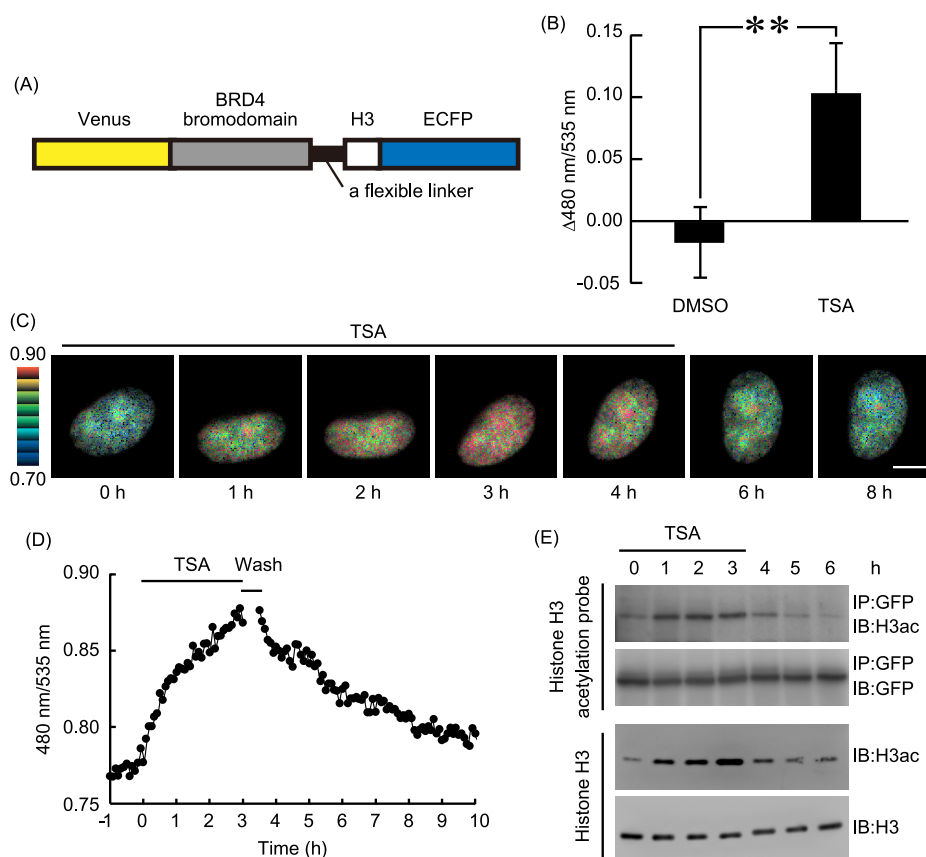 (A)
Venus
BRD4
bromodomain
H3
ECFP
a flexible linker
(B)
Δ480 nm/535 nm
0.15
0.10
0.05
0.00
-0.05
**
DMSO
TSA
(C)
TSA
0.90
0.70
0 h
1 h
2 h
3 h
4 h
6 h
8 h
(D)
480 nm/535 nm
0.90
0.85
0.80
0.75
TSA
Wash
-1 0 1 2 3 4 5 6 7 8 9 10
Time (h)
(E)
TSA
0 1 2 3 4 5 6 h
Histone H3
acetylation probe
IP:GFP
IB:H3ac
IP:GFP
IB:GFP
Histone H3
IB:H3ac
IB:H3